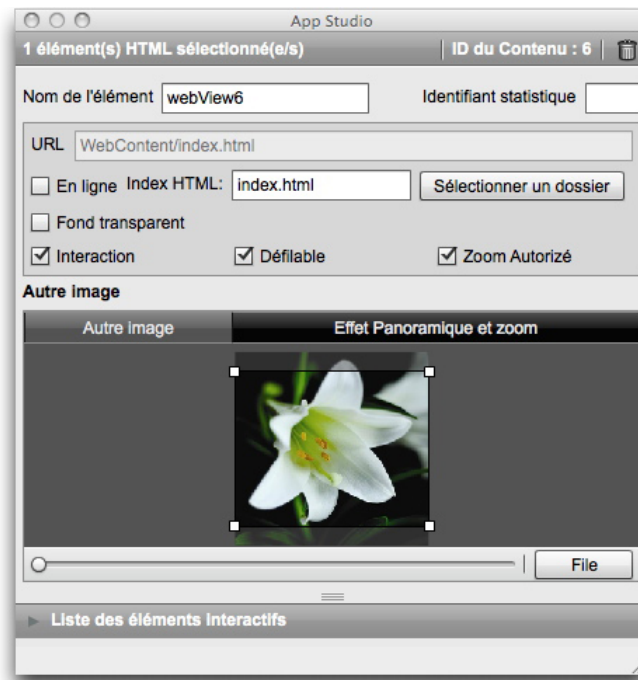 App Studio
1 élément(s) HTML sélectionné(e/s) ID du Contenu : 6
Nom de l'élément webView6 Identifiant statistique
URL WebContent/index.html
En ligne Index HTML: index.html Sélectionner un dossier
Fond transparent
Interaction Défilable Zoom Autorizé
Autre image
Autre image Effet Panoramique et zoom
File
Liste des éléments interactifs